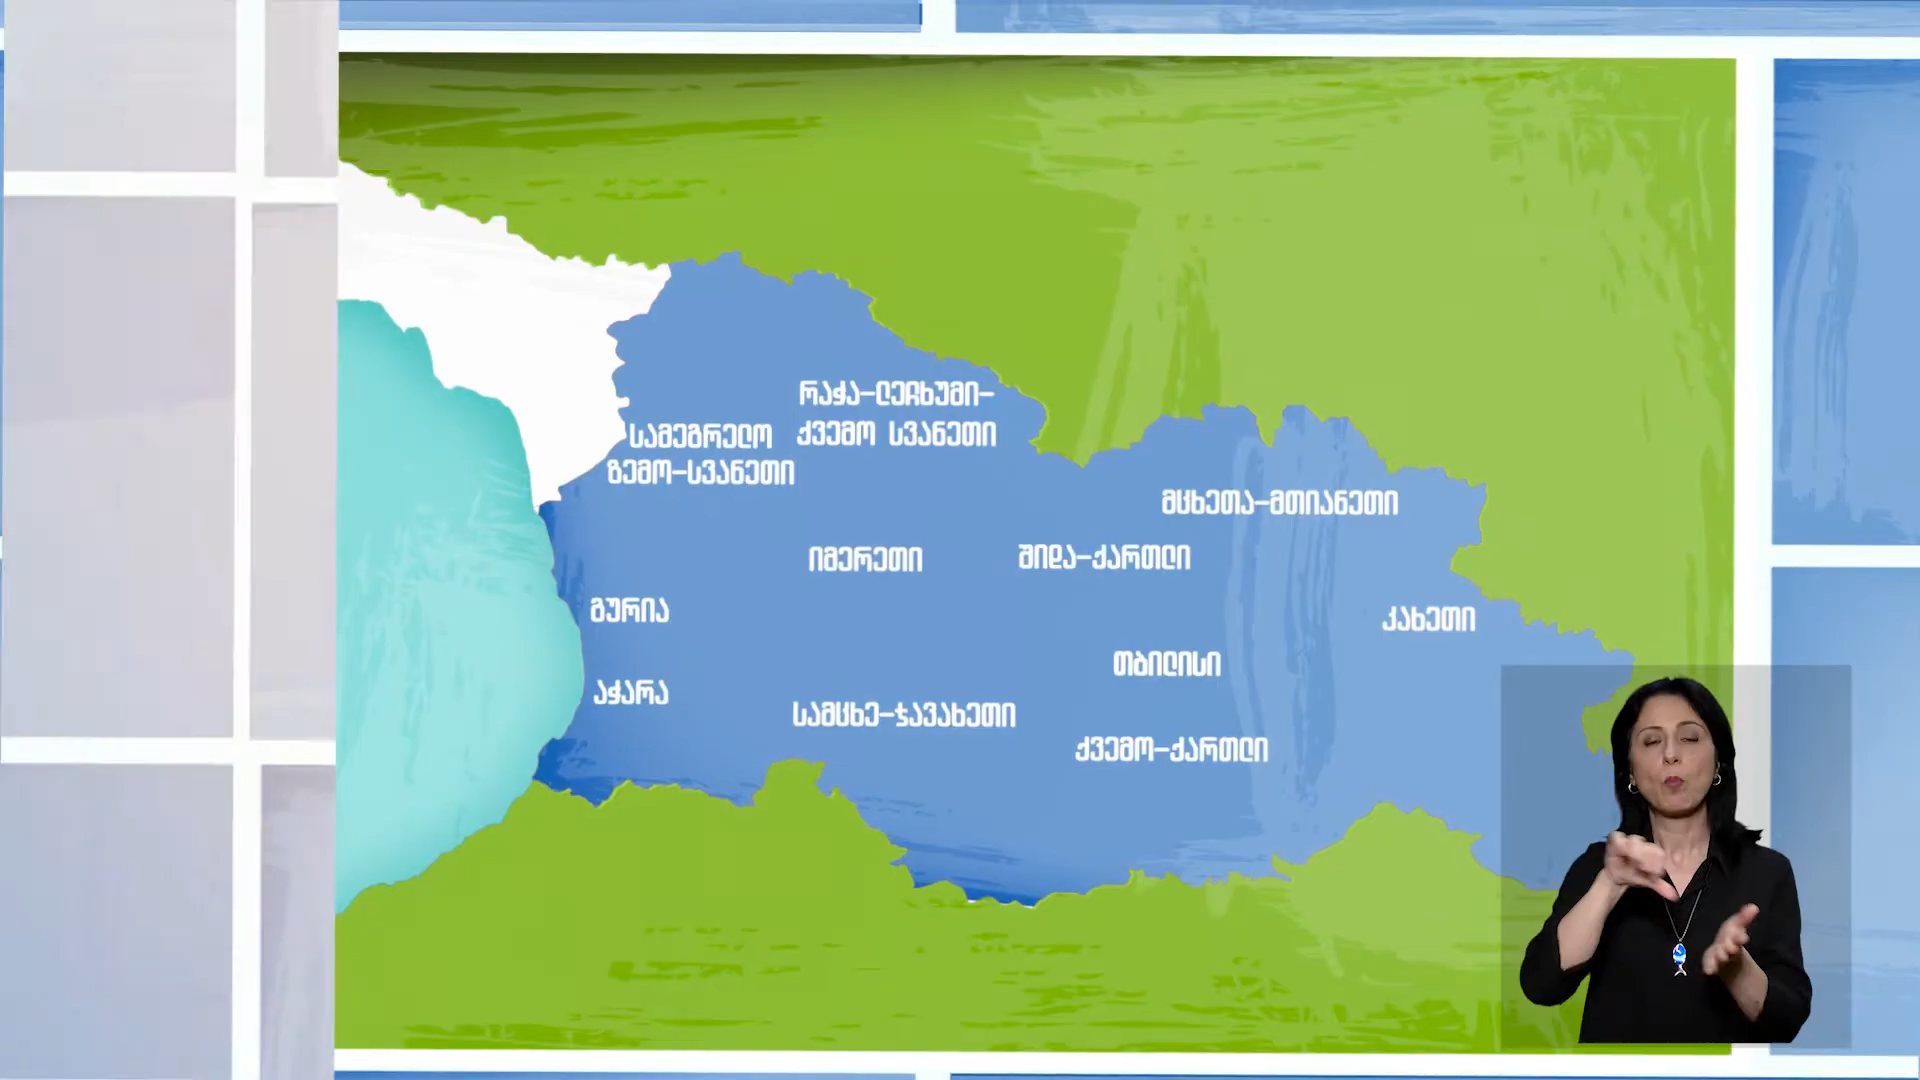 რაჭა-ლეჩხუმი-
ქვემო სვანეთი
სამეგრელო
ზემო-სვანეთი
მცხეთა-მთიანეთი
იმერეთი
შიდა-ქართლი
გურია
კახეთი
თბილისი
აჭარა
სამცხე-ჯავახეთი
ქვემო-ქართლი